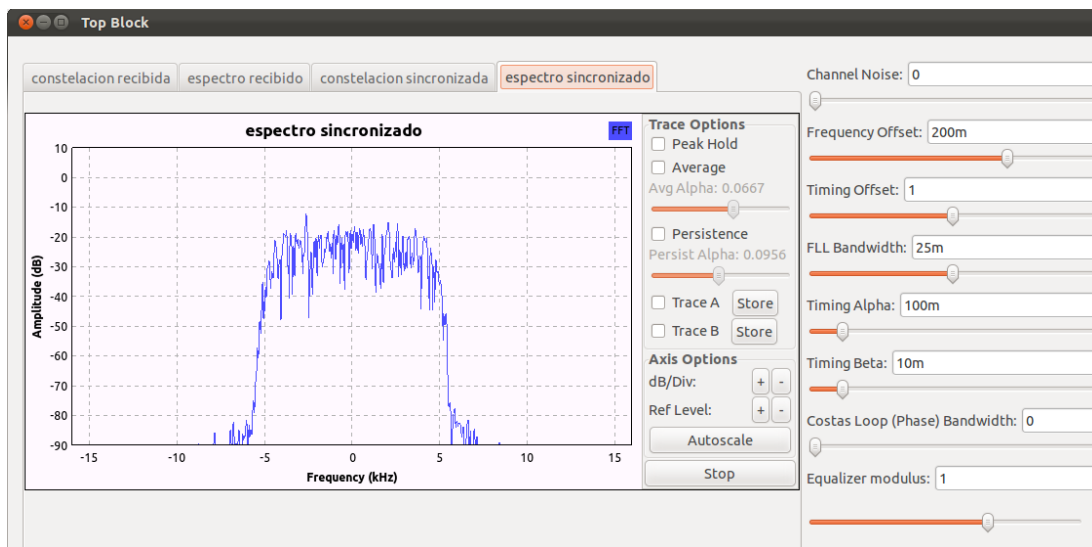 Top Block
constelacion recibida
espectro recibido
constelacion sincronizada
espectro sincronizado
espectro sincronizado
FFT
10
0
-10
-20
-30
-40
-50
-60
-70
-80
-90
Amplitude (dB)
-15
-10
-5
0
5
10
15
Frequency (kHz)
Trace Options
Peak Hold
Average
Avg Alpha: 0.0667
Persistence
Persist Alpha: 0.0956
Trace A Store
Trace B Store
Axis Options
dB/Div: + -
Ref Level: + -
Autoscale
Stop
Channel Noise: 0
Frequency Offset: 200m
Timing Offset: 1
FLL Bandwidth: 25m
Timing Alpha: 100m
Timing Beta: 10m
Costas Loop (Phase) Bandwidth: 0
Equalizer modulus: 1